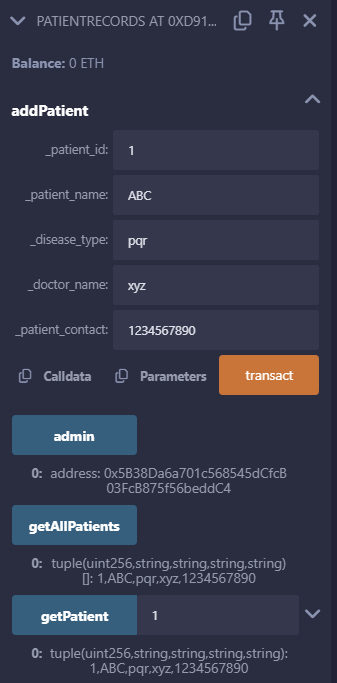 PATIENTRECORDS AT 0XD91...
Balance: 0 ETH
addPatient
_patient_id: 1
_patient_name: ABC
_disease_type: pqr
_doctor_name: xyz
_patient_contact: 1234567890
Calldata Parameters transact
admin
0: address: 0x5B38Da6a701c568545dCfcB
03FcB875f56beddC4
getAllPatients
0: tuple(uint256,string,string,string,string)
[]: 1,ABC,pqr,xyz,1234567890
getPatient 1
0: tuple(uint256,string,string,string,string):
1,ABC,pqr,xyz,1234567890